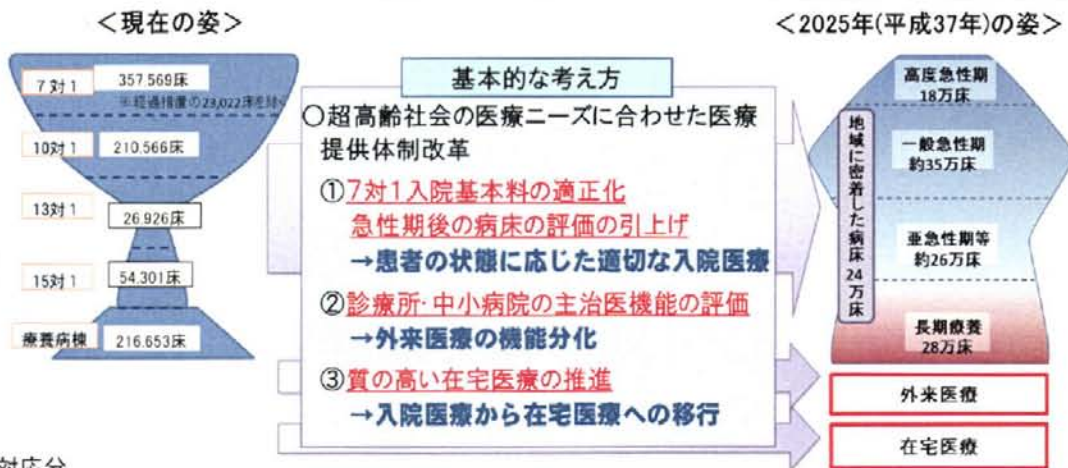 <現在の姿>
7対1
357.569床
※経過措置の23,022床を除く
10対1
210.566床
13対1
26.926床
15対1
54.301床
療養病棟
216.653床
基本的な考え方
○超高齢社会の医療ニーズに合わせた医療
提供体制改革
①7対1入院基本料の適正化
急性期後の病床の評価の引上げ
→患者の状態に応じた適切な入院医療
②診療所・中小病院の主治医機能の評価
→外来医療の機能分化
③質の高い在宅医療の推進
→入院医療から在宅医療への移行
<2025年(平成37年)の姿>
高度急性期
18万床
一般急性期
約35万床
亜急性期等
約26万床
長期療養
28万床
地域に密着した病床24万床
外来医療
在宅医療
対応分